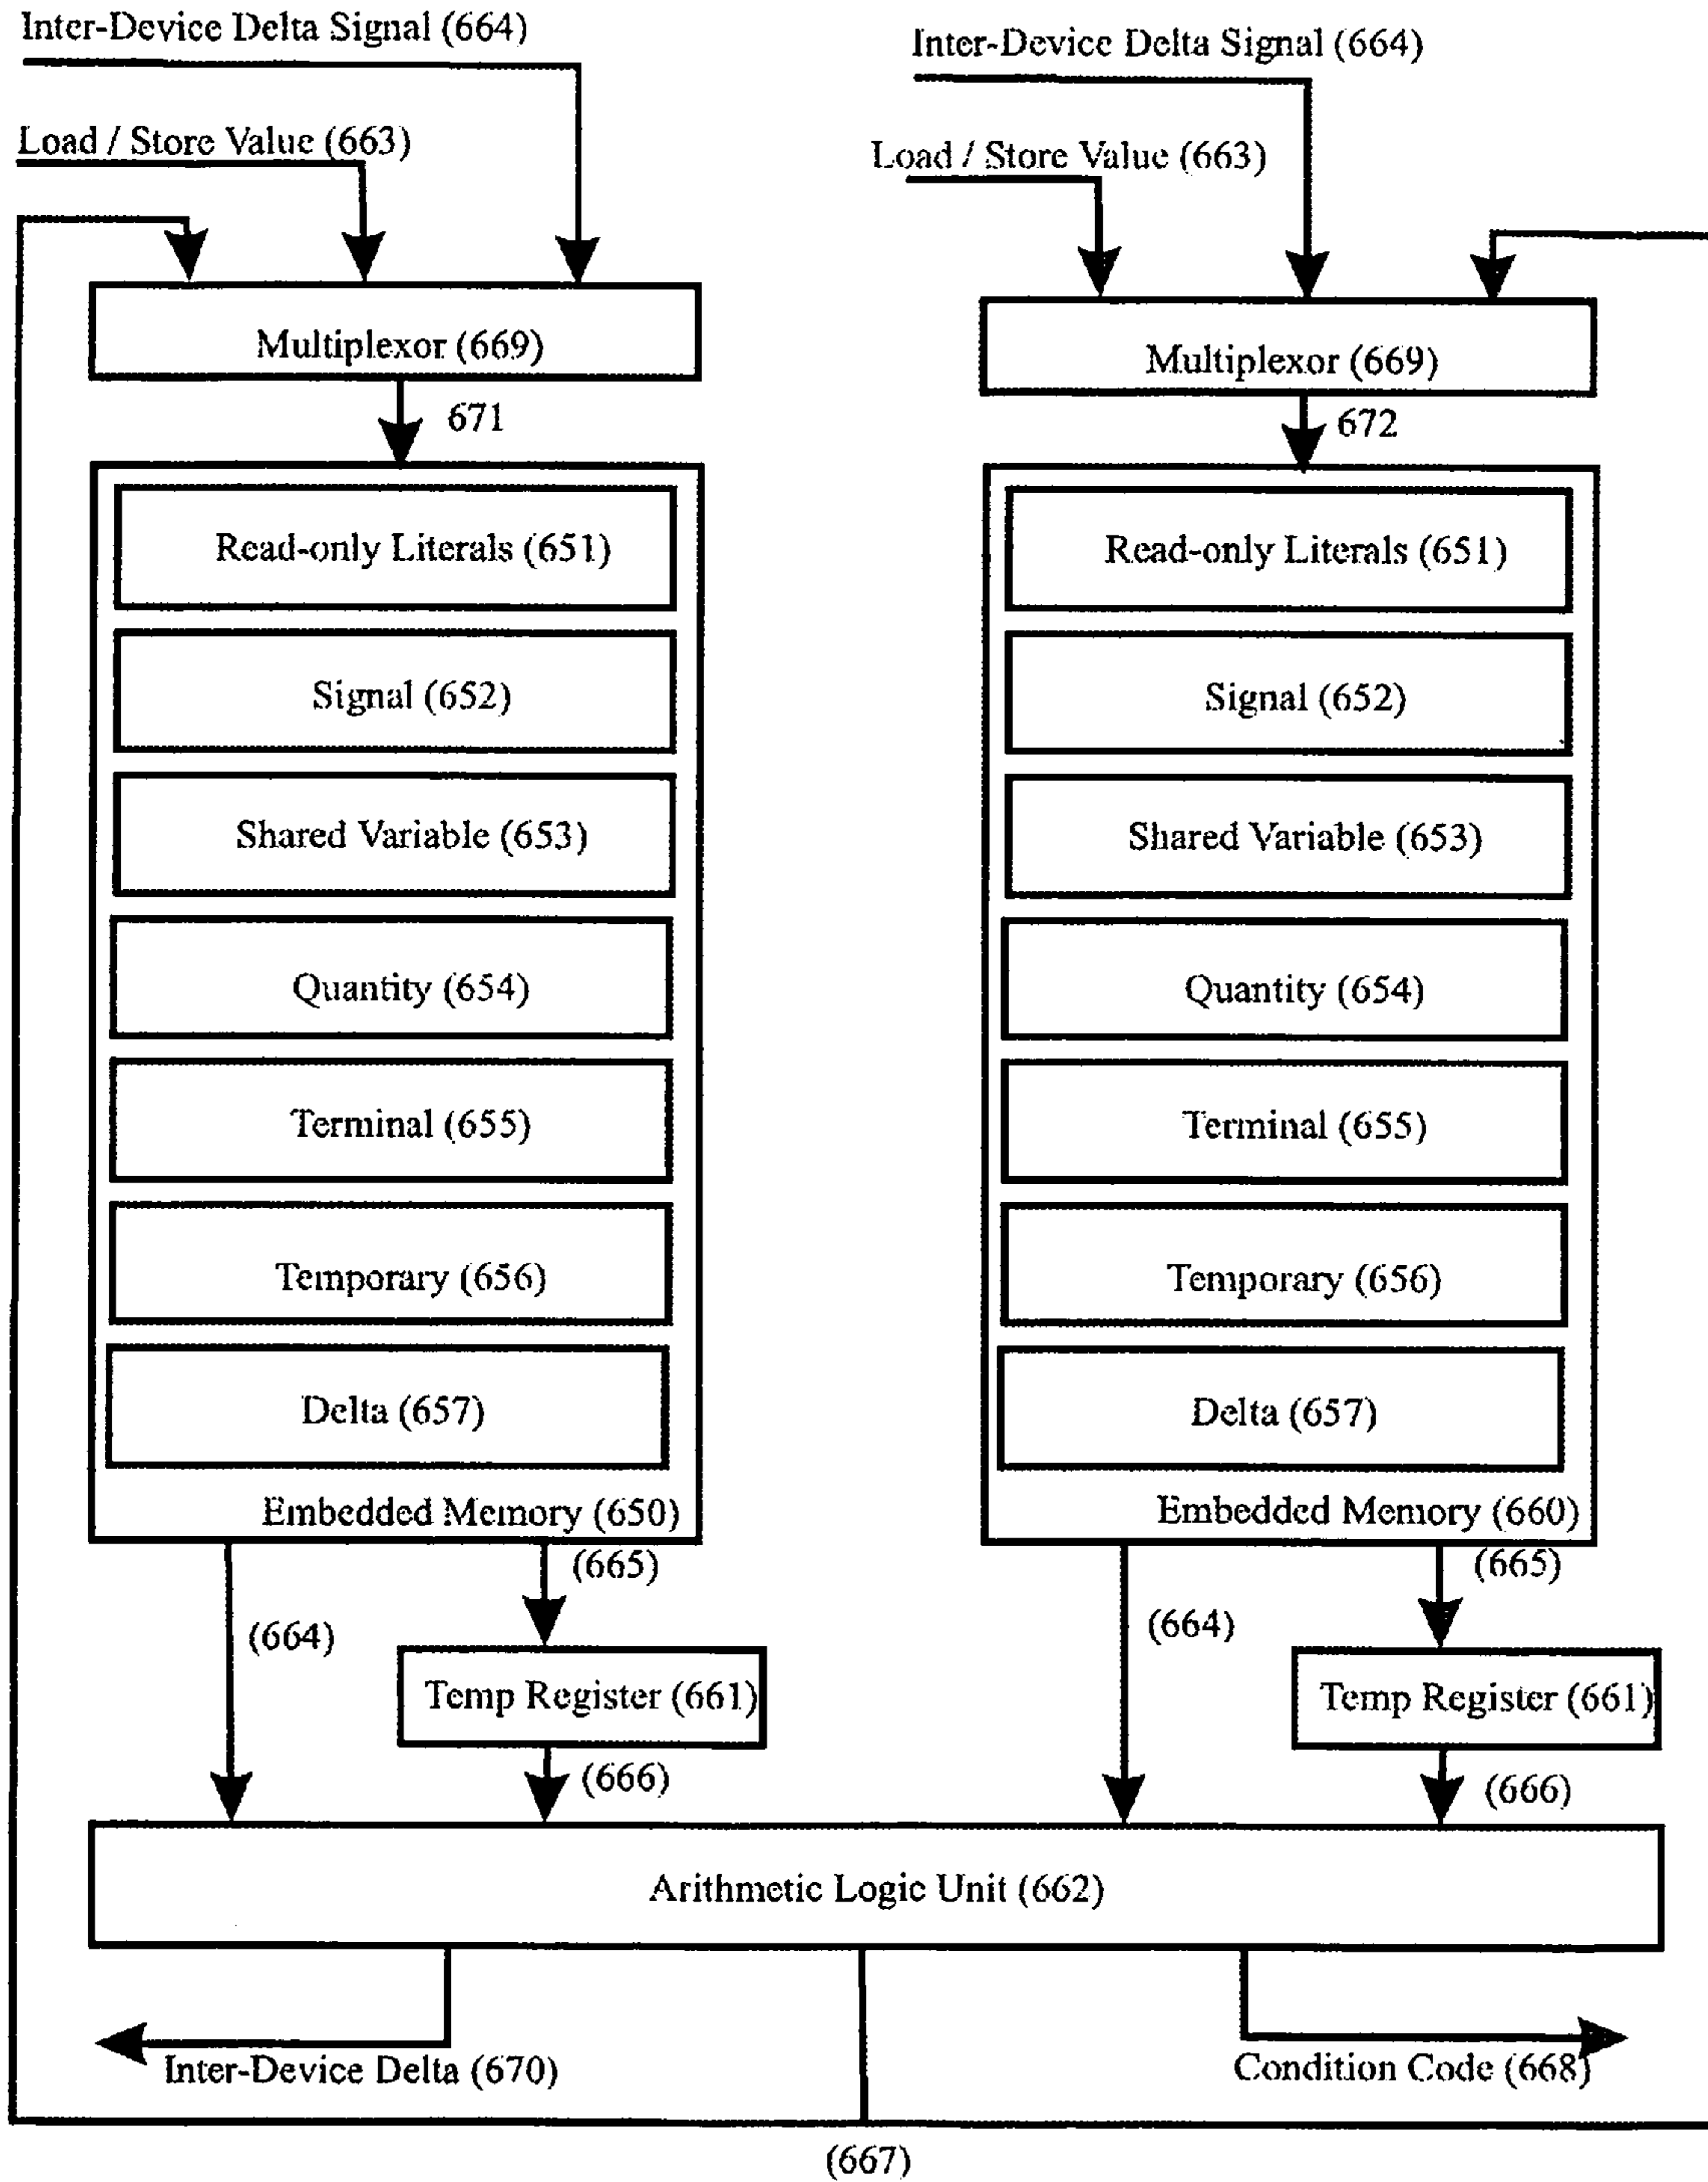 Inter-Device Delta Signal (664)
Inter-Device Delta Signal (664)
Load / Store Value (663)
Load / Store Value (663)
Multiplexor (669)
Multiplexor (669)
671
672
Read-only Literals (651)
Read-only Literals (651)
Signal (652)
Signal (652)
Shared Variable (653)
Shared Variable (653)
Quantity (654)
Quantity (654)
Terminal (655)
Terminal (655)
Temporary (656)
Temporary (656)
Delta (657)
Delta (657)
Embedded Memory (650)
Embedded Memory (660)
(665)
(665)
(664)
(664)
Temp Register (661)
Temp Register (661)
(666)
(666)
Arithmetic Logic Unit (662)
Inter-Device Delta (670)
Condition Code (668)
(667)